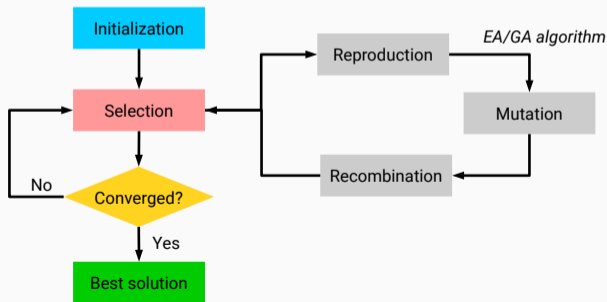 Initialization
EA/GA algorithm
Reproduction
Selection
Mutation
Recombination
No
Converged?
Yes
Best solution